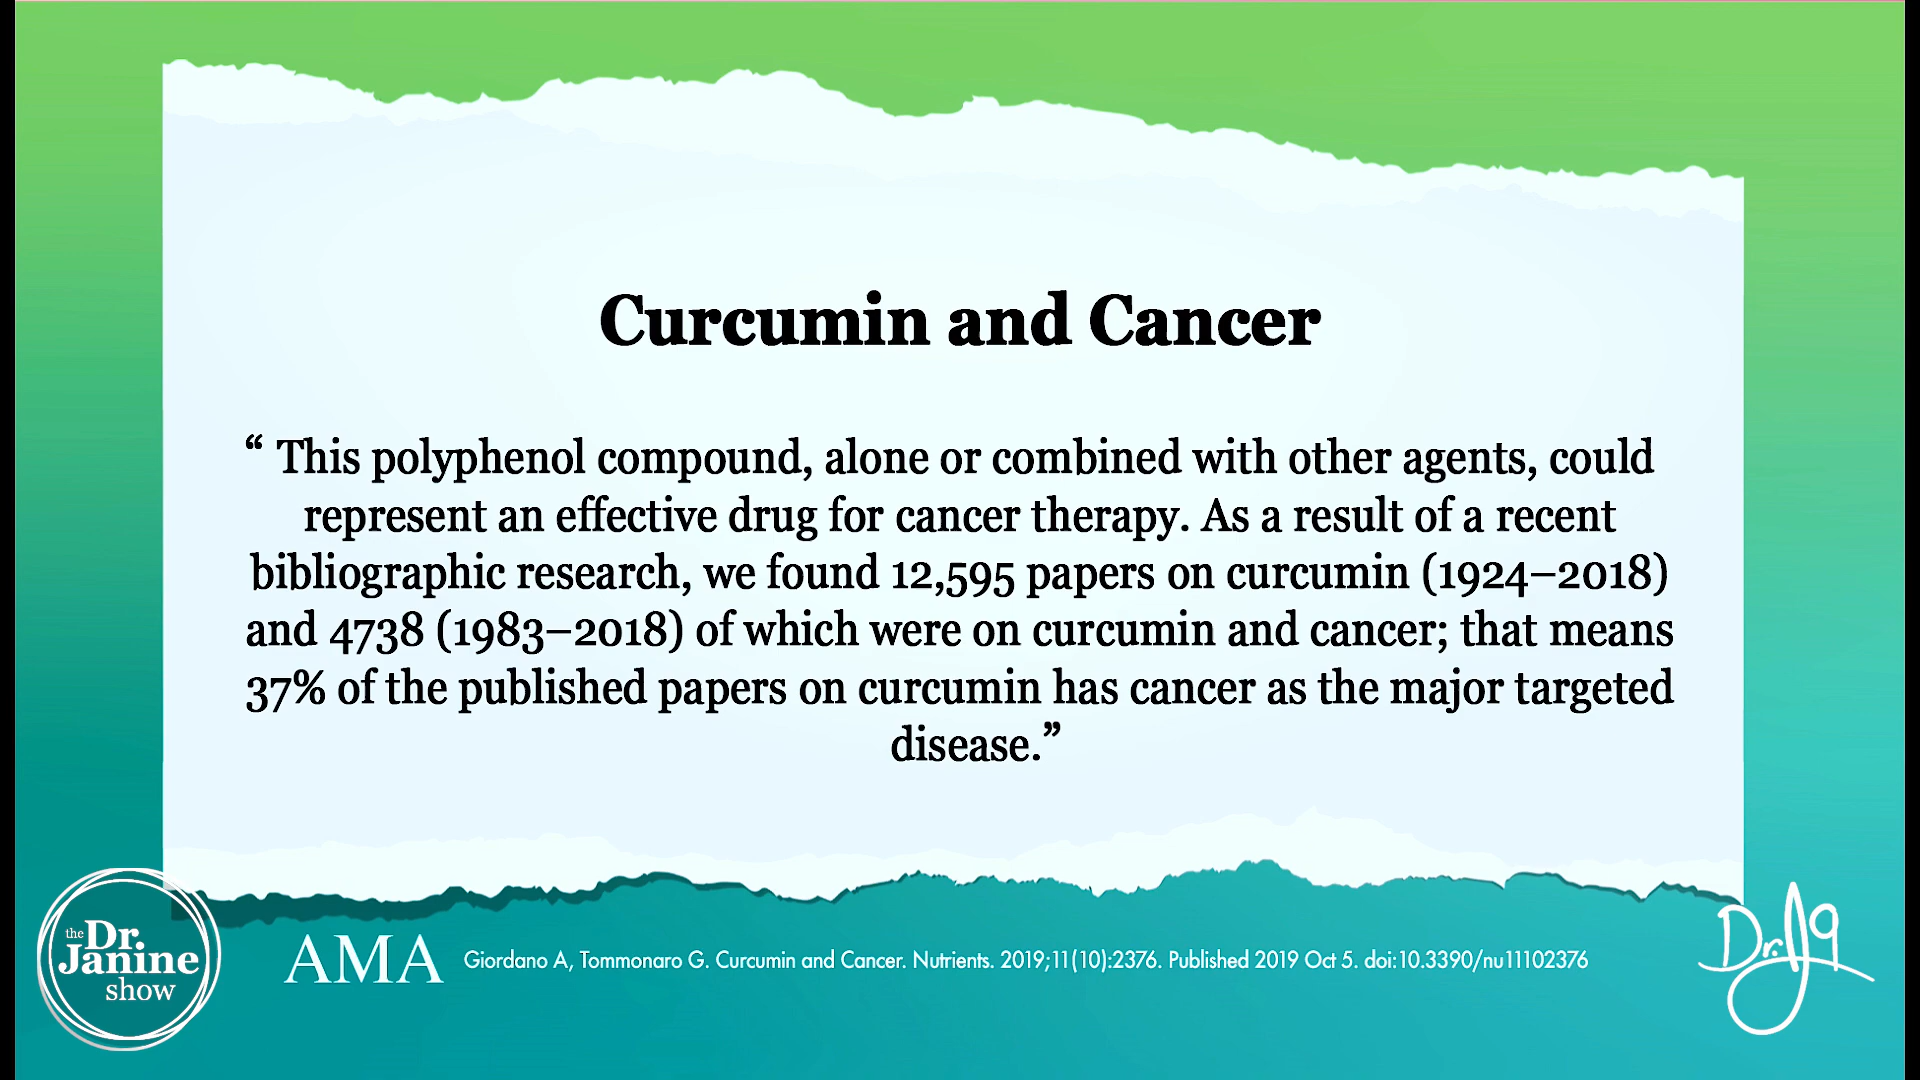 Curcumin and Cancer
“ This polyphenol compound, alone or combined with other agents, could
represent an effective drug for cancer therapy. As a result of a recent
bibliographic research, we found 12,595 papers on curcumin (1924–2018)
and 4738 (1983–2018) of which were on curcumin and cancer; that means
37% of the published papers on curcumin has cancer as the major targeted
disease.”
the Dr.
Janine
show
AMA Giordano A, Tommonaro G. Curcumin and Cancer. Nutrients. 2019;11(10):2376. Published 2019 Oct 5. doi:10.3390/nu11102376